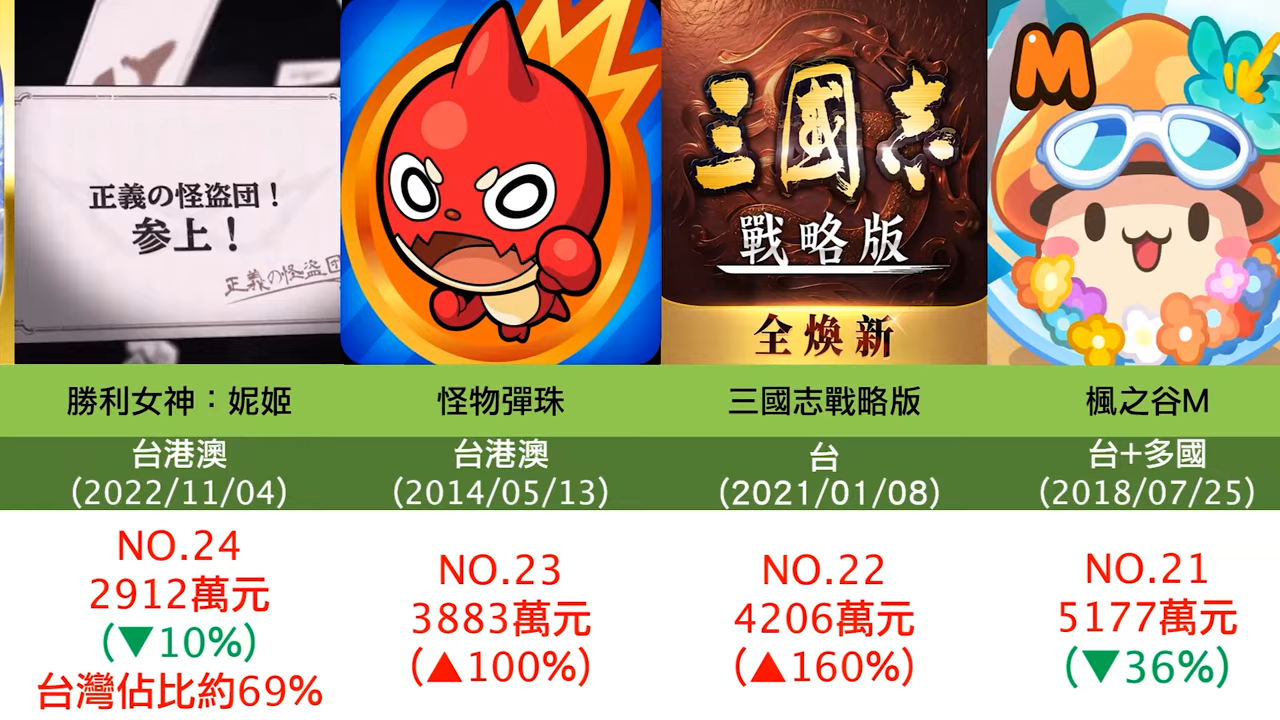 正義の怪盗団！
参上！
正義の怪盗団
勝利女神：妮姬
台港澳
(2022/11/04)
NO.24
2912萬元
(▼10%)
台灣佔比約69%
怪物彈珠
台港澳
(2014/05/13)
NO.23
3883萬元
(▲100%)
三國志
戰略版
全煥新
三國志戰略版
台
(2021/01/08)
NO.22
4206萬元
(▲160%)
M
楓之谷M
台+多國
(2018/07/25)
NO.21
5177萬元
(▼36%)